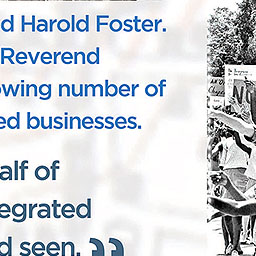 d Harold Foster.
Reverend
owing number of
ed businesses.
alf of
egrated
d seen. ”